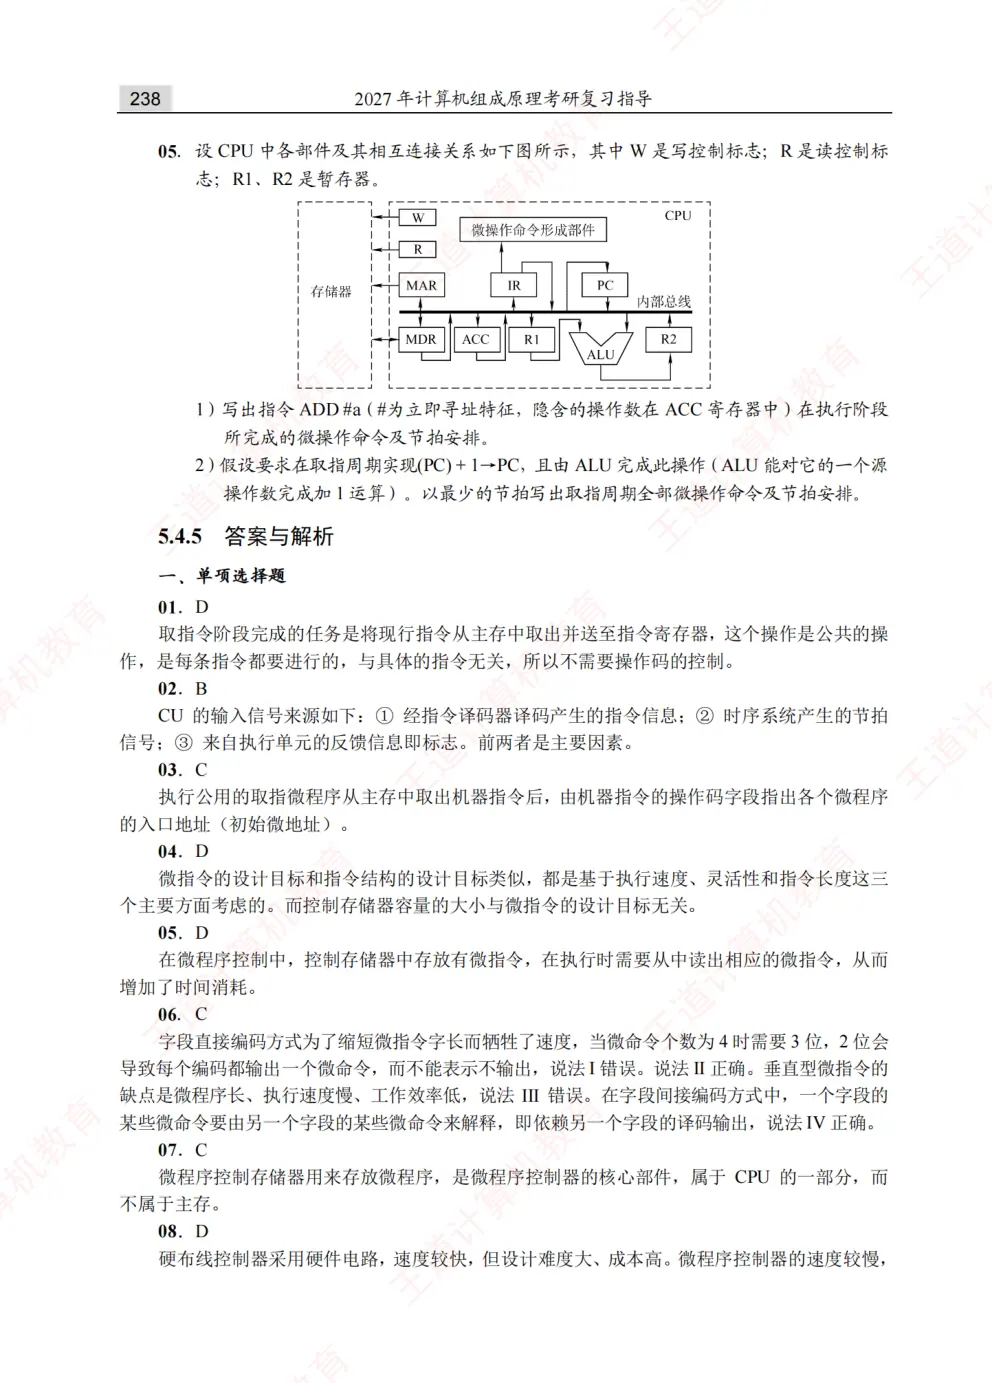 238
2027年计算机组成原理考研复习指导
05. 设CPU中各部件及其相互连接关系如下图所示，其中W是写控制标志；R是读控制标
志；R1、R2是暂存器。
W
CPU
微操作命令形成部件
R
存储器
MAR
IR
PC
内部总线
MDR
ACC
R1
ALU
R2
1）写出指令ADD #a（#为立即寻址特征，隐含的操作数在ACC寄存器中）在执行阶段
所完成的微操作命令及节拍安排。
2）假设要求在取指周期实现(PC) + 1→PC，且由ALU完成此操作（ALU能对它的一个源
操作数完成加1运算）。以最少的节拍写出取指周期全部微操作命令及节拍安排。
5.4.5 答案与解析
一、单项选择题
01. D
取指令阶段完成的任务是将现行指令从主存中取出并送至指令寄存器，这个操作是公共的操
作，是每条指令都要进行的，与具体的指令无关，所以不需要操作码的控制。
02. B
CU 的输入信号来源如下：① 经指令译码器译码产生的指令信息；② 时序系统产生的节拍
信号；③ 来自执行单元的反馈信息即标志。前两者是主要因素。
03. C
执行公用的取指微程序从主存中取出机器指令后，由机器指令的操作码字段指出各个微程序
的入口地址（初始微地址）。
04. D
微指令的设计目标和指令结构的设计目标类似，都是基于执行速度、灵活性和指令长度这三
个主要方面考虑的。而控制存储器容量的大小与微指令的设计目标无关。
05. D
在微程序控制中，控制存储器中存放有微指令，在执行时需要从中读出相应的微指令，从而
增加了时间消耗。
06. C
字段直接编码方式为了缩短微指令字长而牺牲了速度，当微命令个数为4时需要3位，2位会
导致每个编码都输出一个微命令，而不能表示不输出，说法 I 错误。说法 II 正确。垂直型微指令的
缺点是微程序长、执行速度慢、工作效率低，说法 III 错误。在字段间接编码方式中，一个字段的
某些微命令要由另一个字段的某些微命令来解释，即依赖另一个字段的译码输出，说法 IV 正确。
07. C
微程序控制存储器用来存放微程序，是微程序控制器的核心部件，属于 CPU 的一部分，而
不属于主存。
08. D
硬布线控制器采用硬件电路，速度较快，但设计难度大、成本高。微程序控制器的速度较慢，